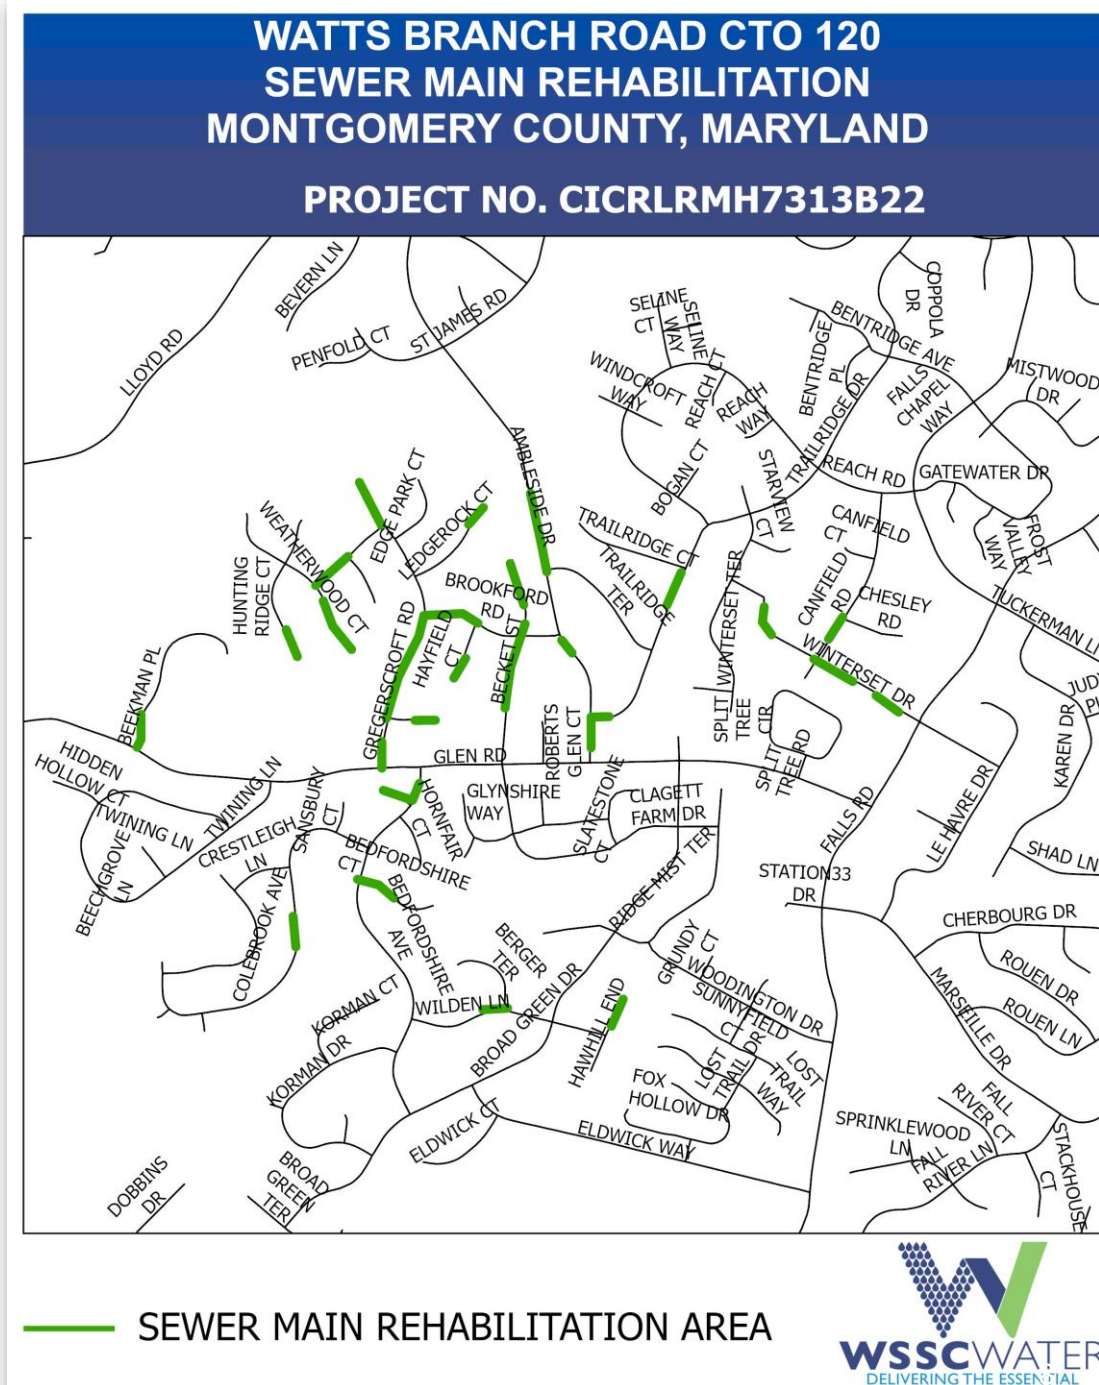 WATTS BRANCH ROAD CTO 120
SEWER MAIN REHABILITATION
MONTGOMERY COUNTY, MARYLAND
PROJECT NO. CICRLRMH7313B22
LLOYD RD
BEVERN LN
PENFOLD CT
ST JAMES RD
AMBLESIDE DR
SELINE
CT
SELINE
WAY
WINDCROFT
WAY
REACH CT
REACH
WAY
BOGAN CT
STARVIEW
CT
BENTRIDGE
PL
BENTRIDGE AVE
COPPOLA
DR
TRAILRIDGE DR
FALLS
CHAPEL
WAY
MISTWOOD
DR
REACH RD
GATEWATER DR
FROST
VALLEY
WAY
TUCKERMAN LN
CANFIELD
CT
CANFIELD
RD
CHESLEY
RD
WINTERSET DR
WINTERSET TER
TRAILRIDGE CT
TRAILRIDGE
TER
EDGE PARK CT
LEDGEROCK CT
WEATHERWOOD CT
HUNTING
RIDGE CT
BROOKFORD
RD
HAYFIELD
CT
GREGERSCROFT RD
BECKET ST
BEEKMAN PL
HIDDEN
HOLLOW CT
TWINING LN
TWINING LN
BEECHGROVE
LN
CRESTLEIGH
LN
SANSBURY
CT
COLEBROOK AVE
GLEN RD
ROBERTS
GLEN CT
GLYNSHIRE
WAY
HORNFAIR
CT
BEDFORDSHIRE
CT
BEDFORDSHIRE
AVE
SLATESTONE
CT
CLAGETT
FARM DR
RIDGE MIST TER
SPLIT
TREE
CIR
SPLIT
TREE RD
FALLS RD
LE HAVRE DR
KAREN DR
JUD
PL
SHAD LN
STATION33
DR
CHERBOURG DR
ROUEN DR
ROUEN LN
MARSEILLE DR
BERGER
TER
WILDEN LN
BROAD GREEN DR
HAWHILL END
GRUNDY
CT
WOODINGTON DR
SUNNYFIELD
CT
LOST
TRAIL DR
LOST
TRAIL
WAY
FOX
HOLLOW DR
KORMAN CT
KORMAN DR
ELDWICK CT
ELDWICK WAY
BROAD
GREEN
TER
DOBBINS
DR
SPRINKLEWOOD
LN
FALL
RIVER CT
FALL
RIVER LN
STACKHOUSE
CT
SEWER MAIN REHABILITATION AREA
WSSCWATER
DELIVERING THE ESSENTIAL